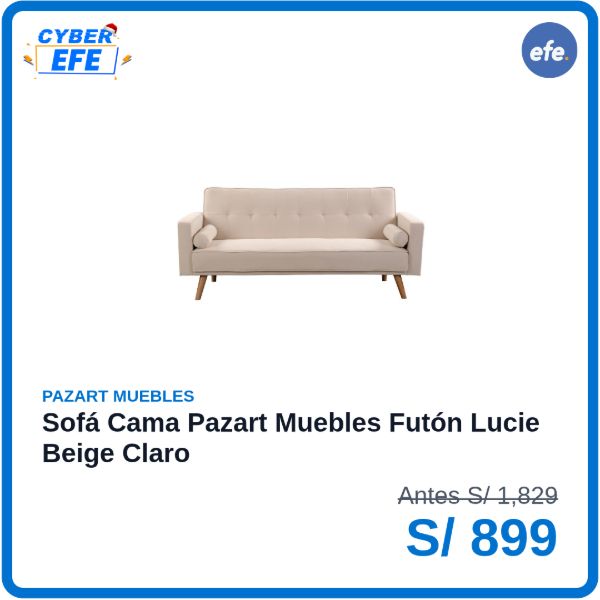 CYBER
EFE
efe.
PAZART MUEBLES
Sofá Cama Pazart Muebles Futón Lucie
Beige Claro
Antes S/ 1,829
S/ 899